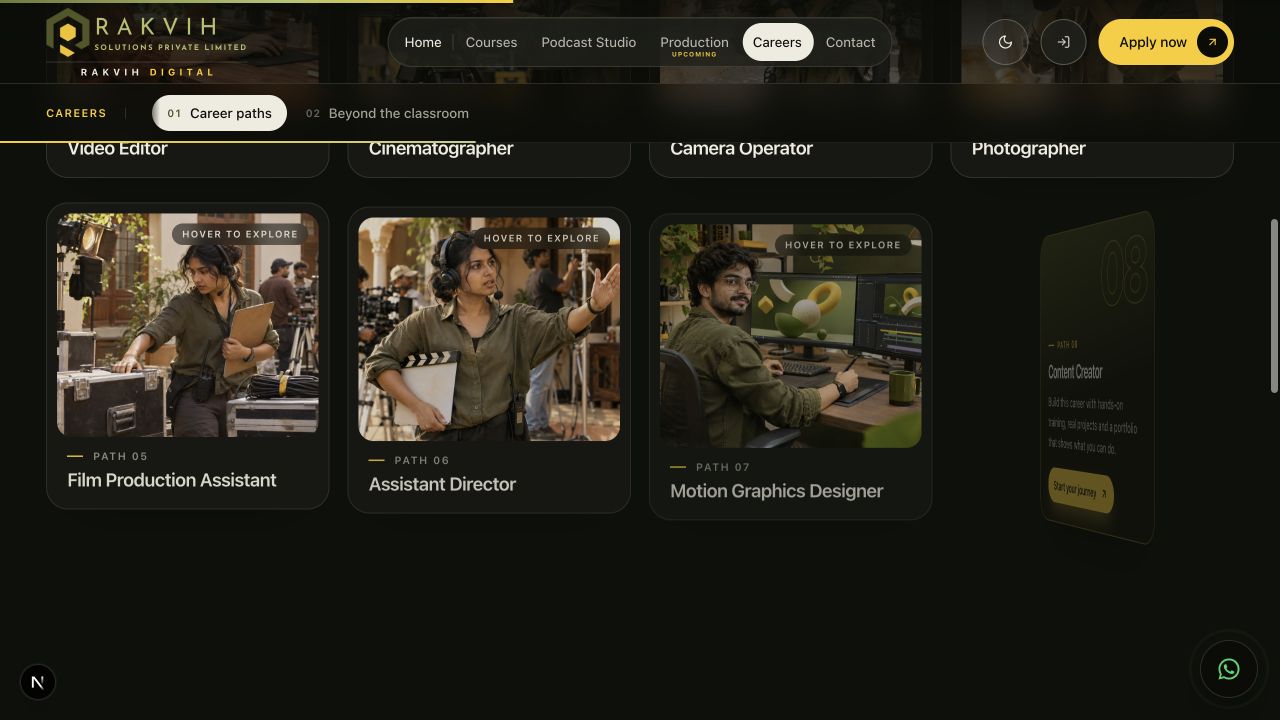 RAKVIH
SOLUTIONS PRIVATE LIMITED
RAKVIH DIGITAL
Home
Courses
Podcast Studio
Production
UPCOMING
Careers
Contact
Apply now
CAREERS
01 Career paths
02 Beyond the classroom
Video Editor
Cinematographer
Camera Operator
Photographer
HOVER TO EXPLORE
PATH 05
Film Production Assistant
HOVER TO EXPLORE
PATH 06
Assistant Director
HOVER TO EXPLORE
PATH 07
Motion Graphics Designer
08
PATH 08
Content Creator
Build this career with hands-on
training, real projects and a portfolio
that shows what you can do.
Start your journey
N